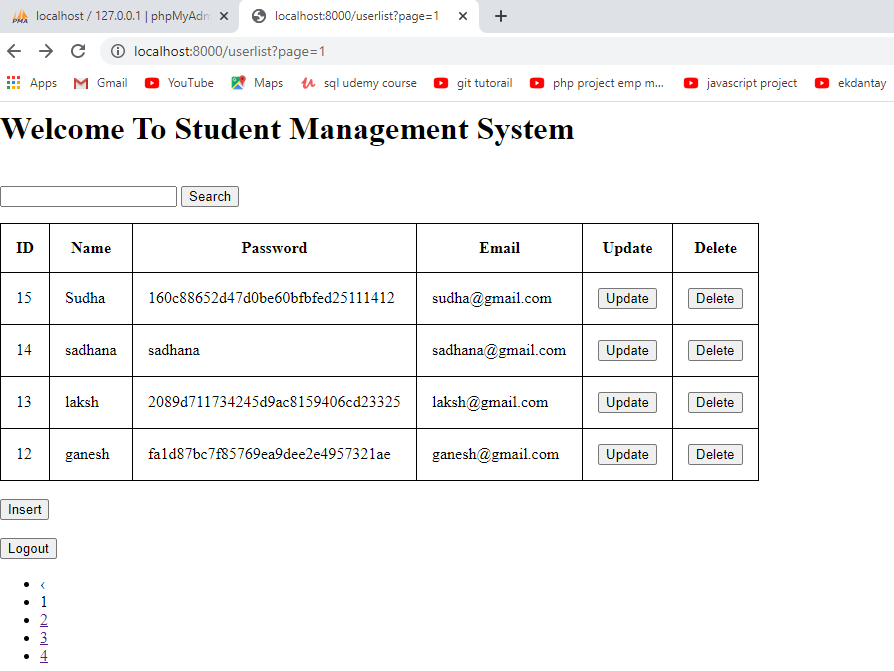 localhost / 127.0.0.1 | phpMyAdm
localhost:8000/userlist?page=1
localhost:8000/userlist?page=1
Apps Gmail YouTube Maps sql udemy course git tutorail php project emp m... javascript project ekdantay
Welcome To Student Management System
Search
ID Name Password Email Update Delete
15 Sudha 160c88652d47d0be60bfbfed25111412 sudha@gmail.com Update Delete
14 sadhana sadhana sadhana@gmail.com Update Delete
13 laksh 2089d711734245d9ac8159406cd23325 laksh@gmail.com Update Delete
12 ganesh fa1d87bc7f85769ea9dee2e4957321ae ganesh@gmail.com Update Delete
Insert
Logout
‹
1
2
3
4